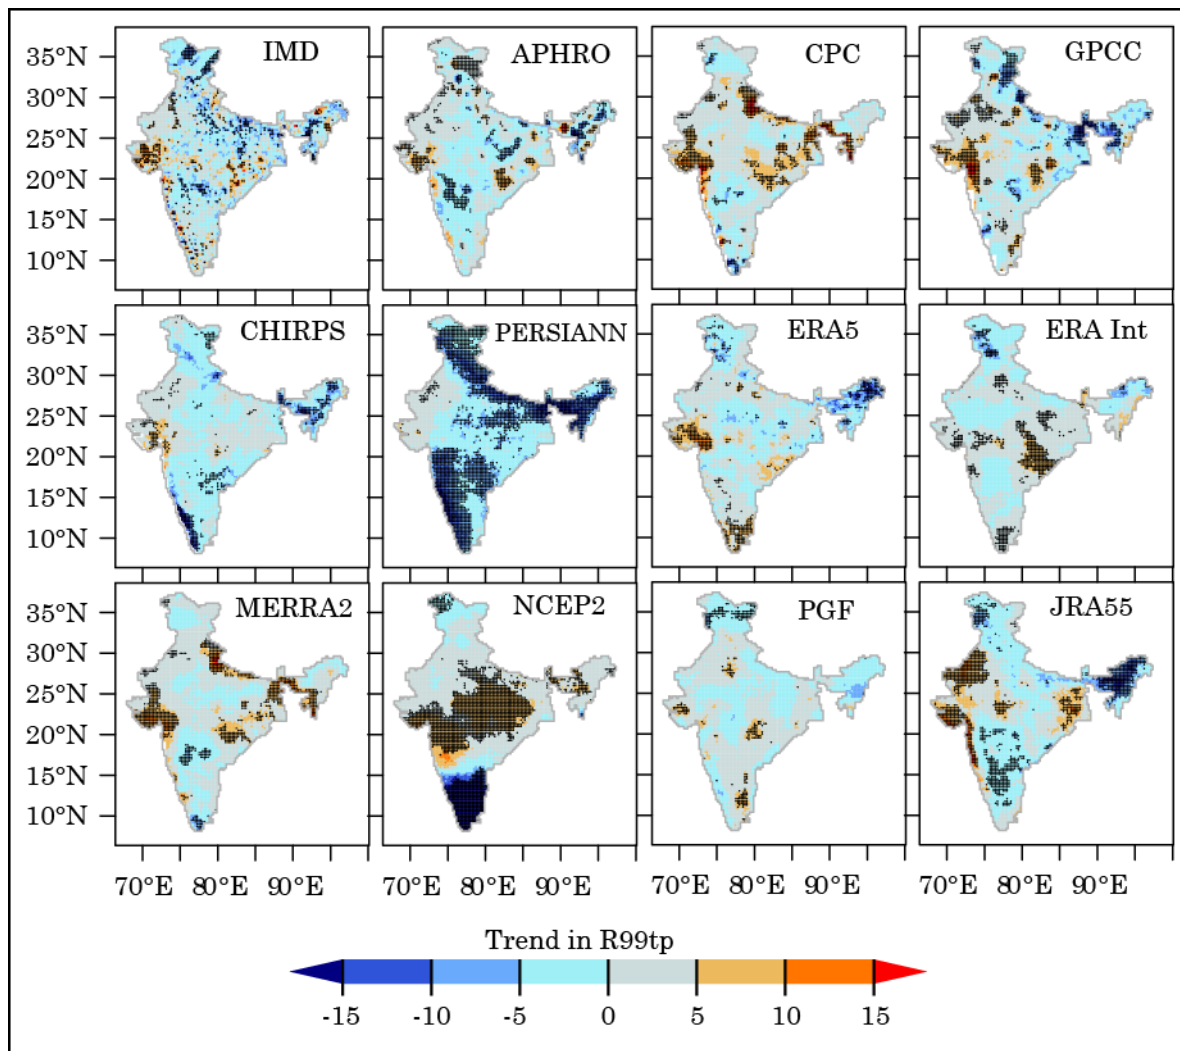 IMD APHRO CPC GPCC
35°N
30°N
25°N
20°N
15°N
10°N
CHIRPS PERSIANN ERA5 ERA Int
35°N
30°N
25°N
20°N
15°N
10°N
MERRA2 NCEP2 PGF JRA55
35°N
30°N
25°N
20°N
15°N
10°N
70°E 80°E 90°E 70°E 80°E 90°E 70°E 80°E 90°E 70°E 80°E 90°E
Trend in R99tp
-15 -10 -5 0 5 10 15